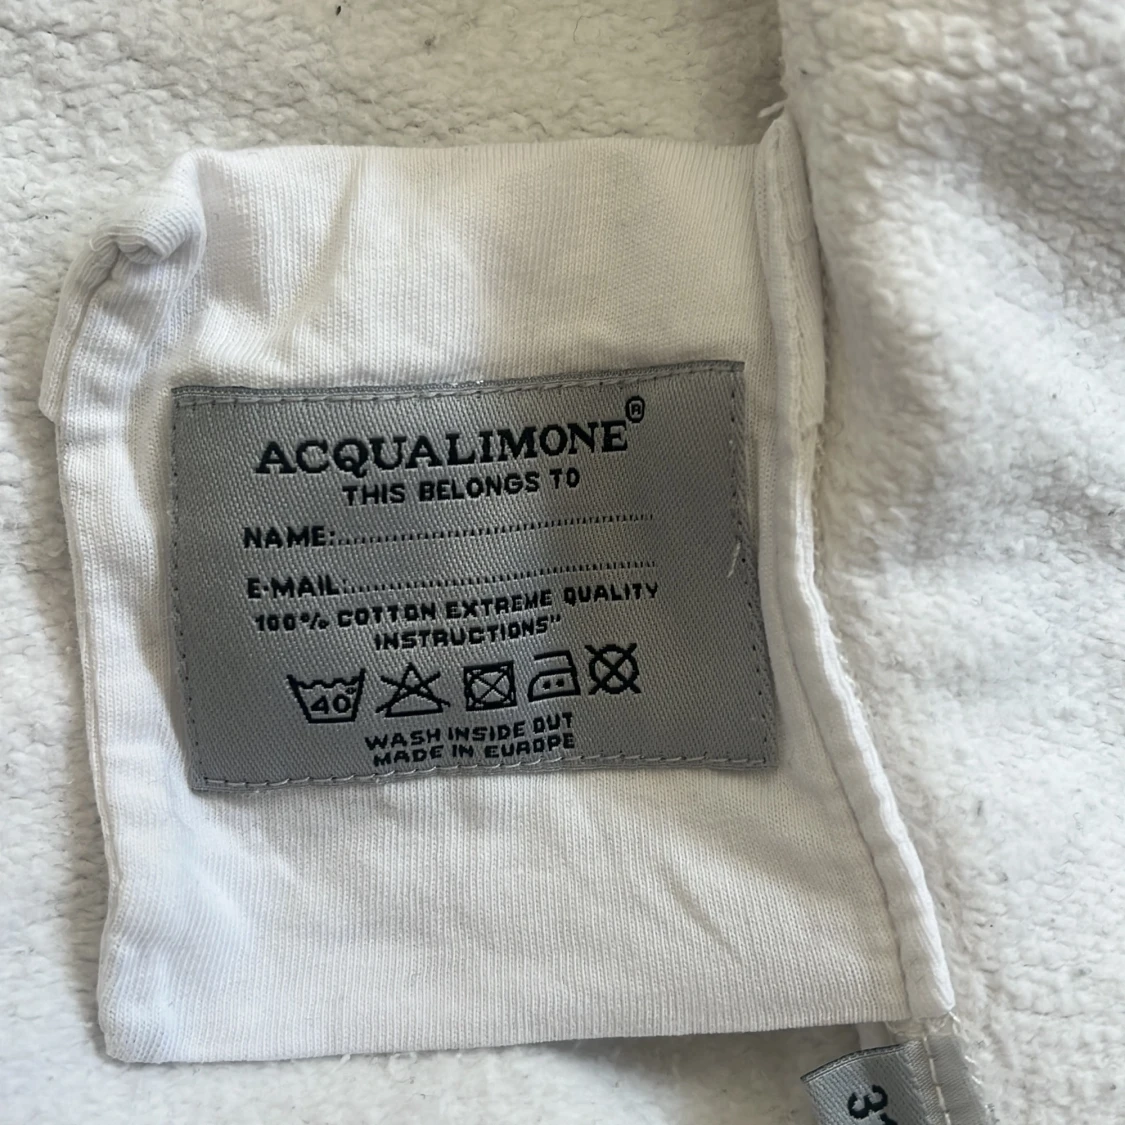 ACQUALIMONE®
THIS BELONGS TO
NAME:............................................
E-MAIL:............................................
100% COTTON EXTREME QUALITY
INSTRUCTIONS"
40°
WASH INSIDE OUT
MADE IN EUROPE